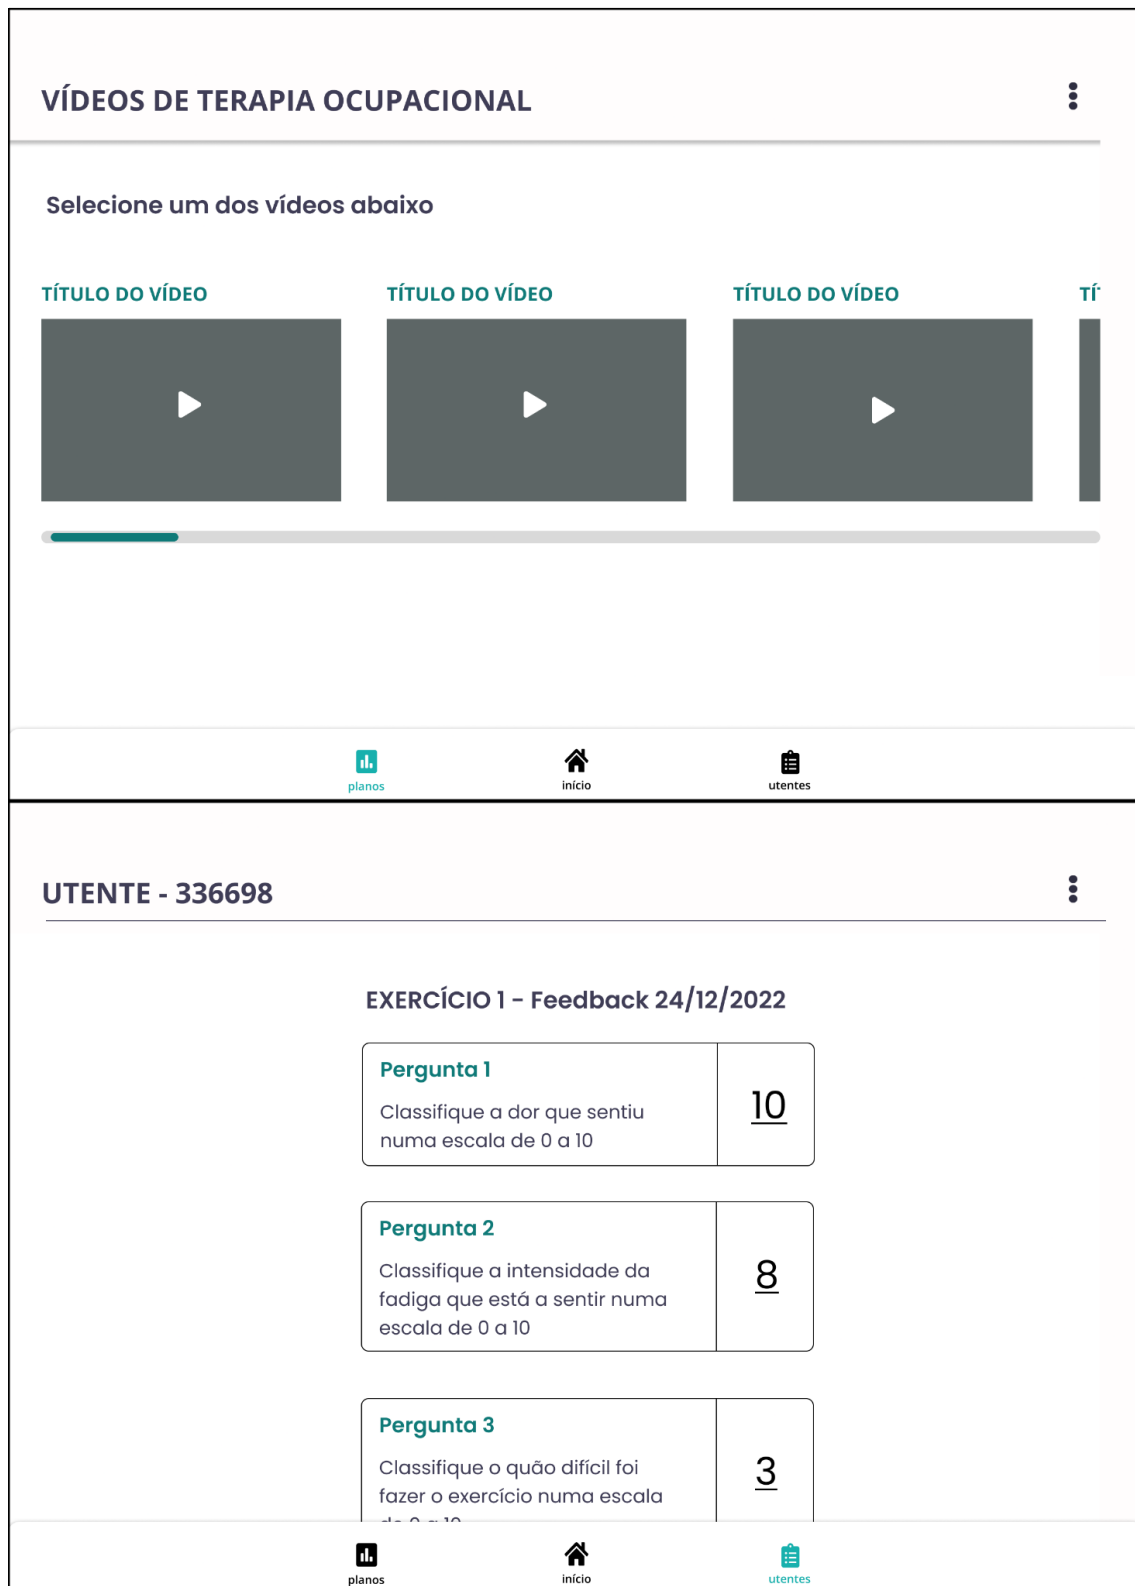 VÍDEOS DE TERAPIA OCUPACIONAL
Selecione um dos vídeos abaixo
TÍTULO DO VÍDEO
TÍTULO DO VÍDEO
TÍTULO DO VÍDEO
planos
início
utentes
UTENTE - 336698
EXERCÍCIO 1 - Feedback 24/12/2022
Pergunta 1
Classifique a dor que sentiu
numa escala de 0 a 10
10
Pergunta 2
Classifique a intensidade da
fadiga que está a sentir numa
escala de 0 a 10
8
Pergunta 3
Classifique o quão difícil foi
fazer o exercício numa escala
de 0 a 10
3
planos
início
utentes